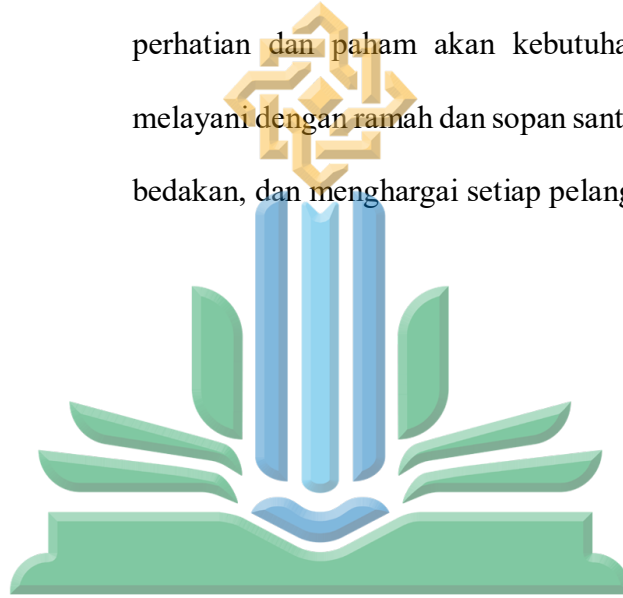 perhatian dan paham akan kebutuha
melayani dengan ramah dan sopan sant
bedakan, dan menghargai setiap pelang